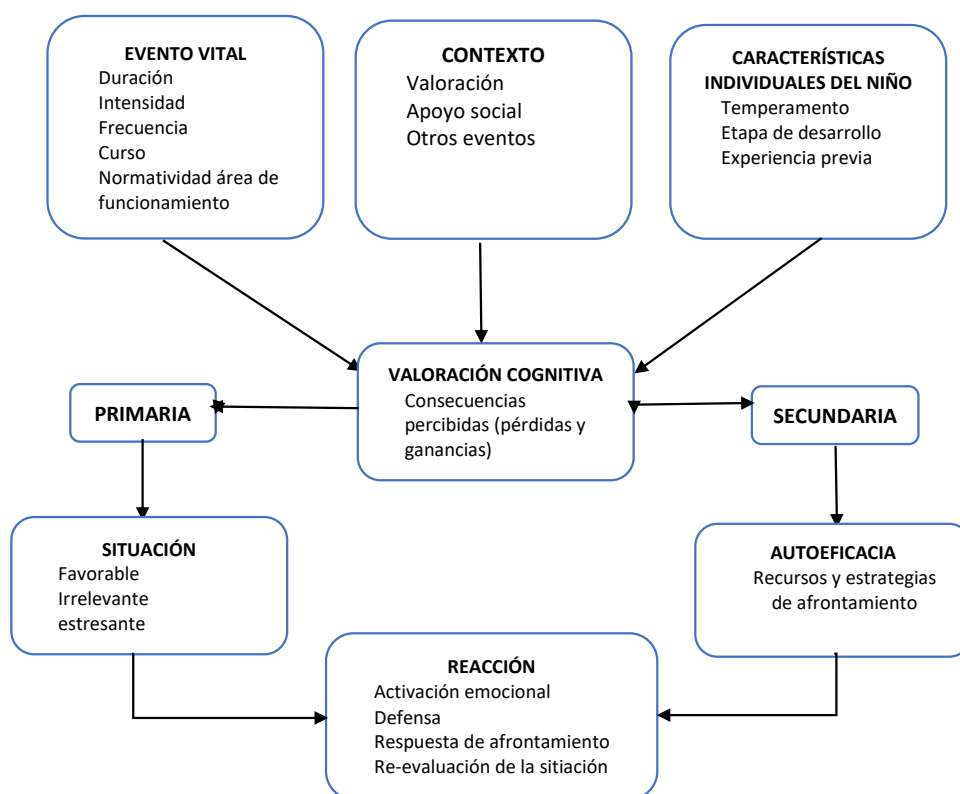 EVENTO VITAL
Duración
Intensidad
Frecuencia
Curso
Normatividad área de
funcionamiento
CONTEXTO
Valoración
Apoyo social
Otros eventos
CARACTERÍSTICAS
INDIVIDUALES DEL NIÑO
Temperamento
Etapa de desarrollo
Experiencia previa
VALORACIÓN COGNITIVA
Consecuencias
percibidas (pérdidas y
ganancias)
PRIMARIA
SECUNDARIA
SITUACIÓN
Favorable
Irrelevante
estresante
AUTOEFICACIA
Recursos y estrategias
de afrontamiento
REACCIÓN
Activación emocional
Defensa
Respuesta de afrontamiento
Re-evaluación de la sitiación